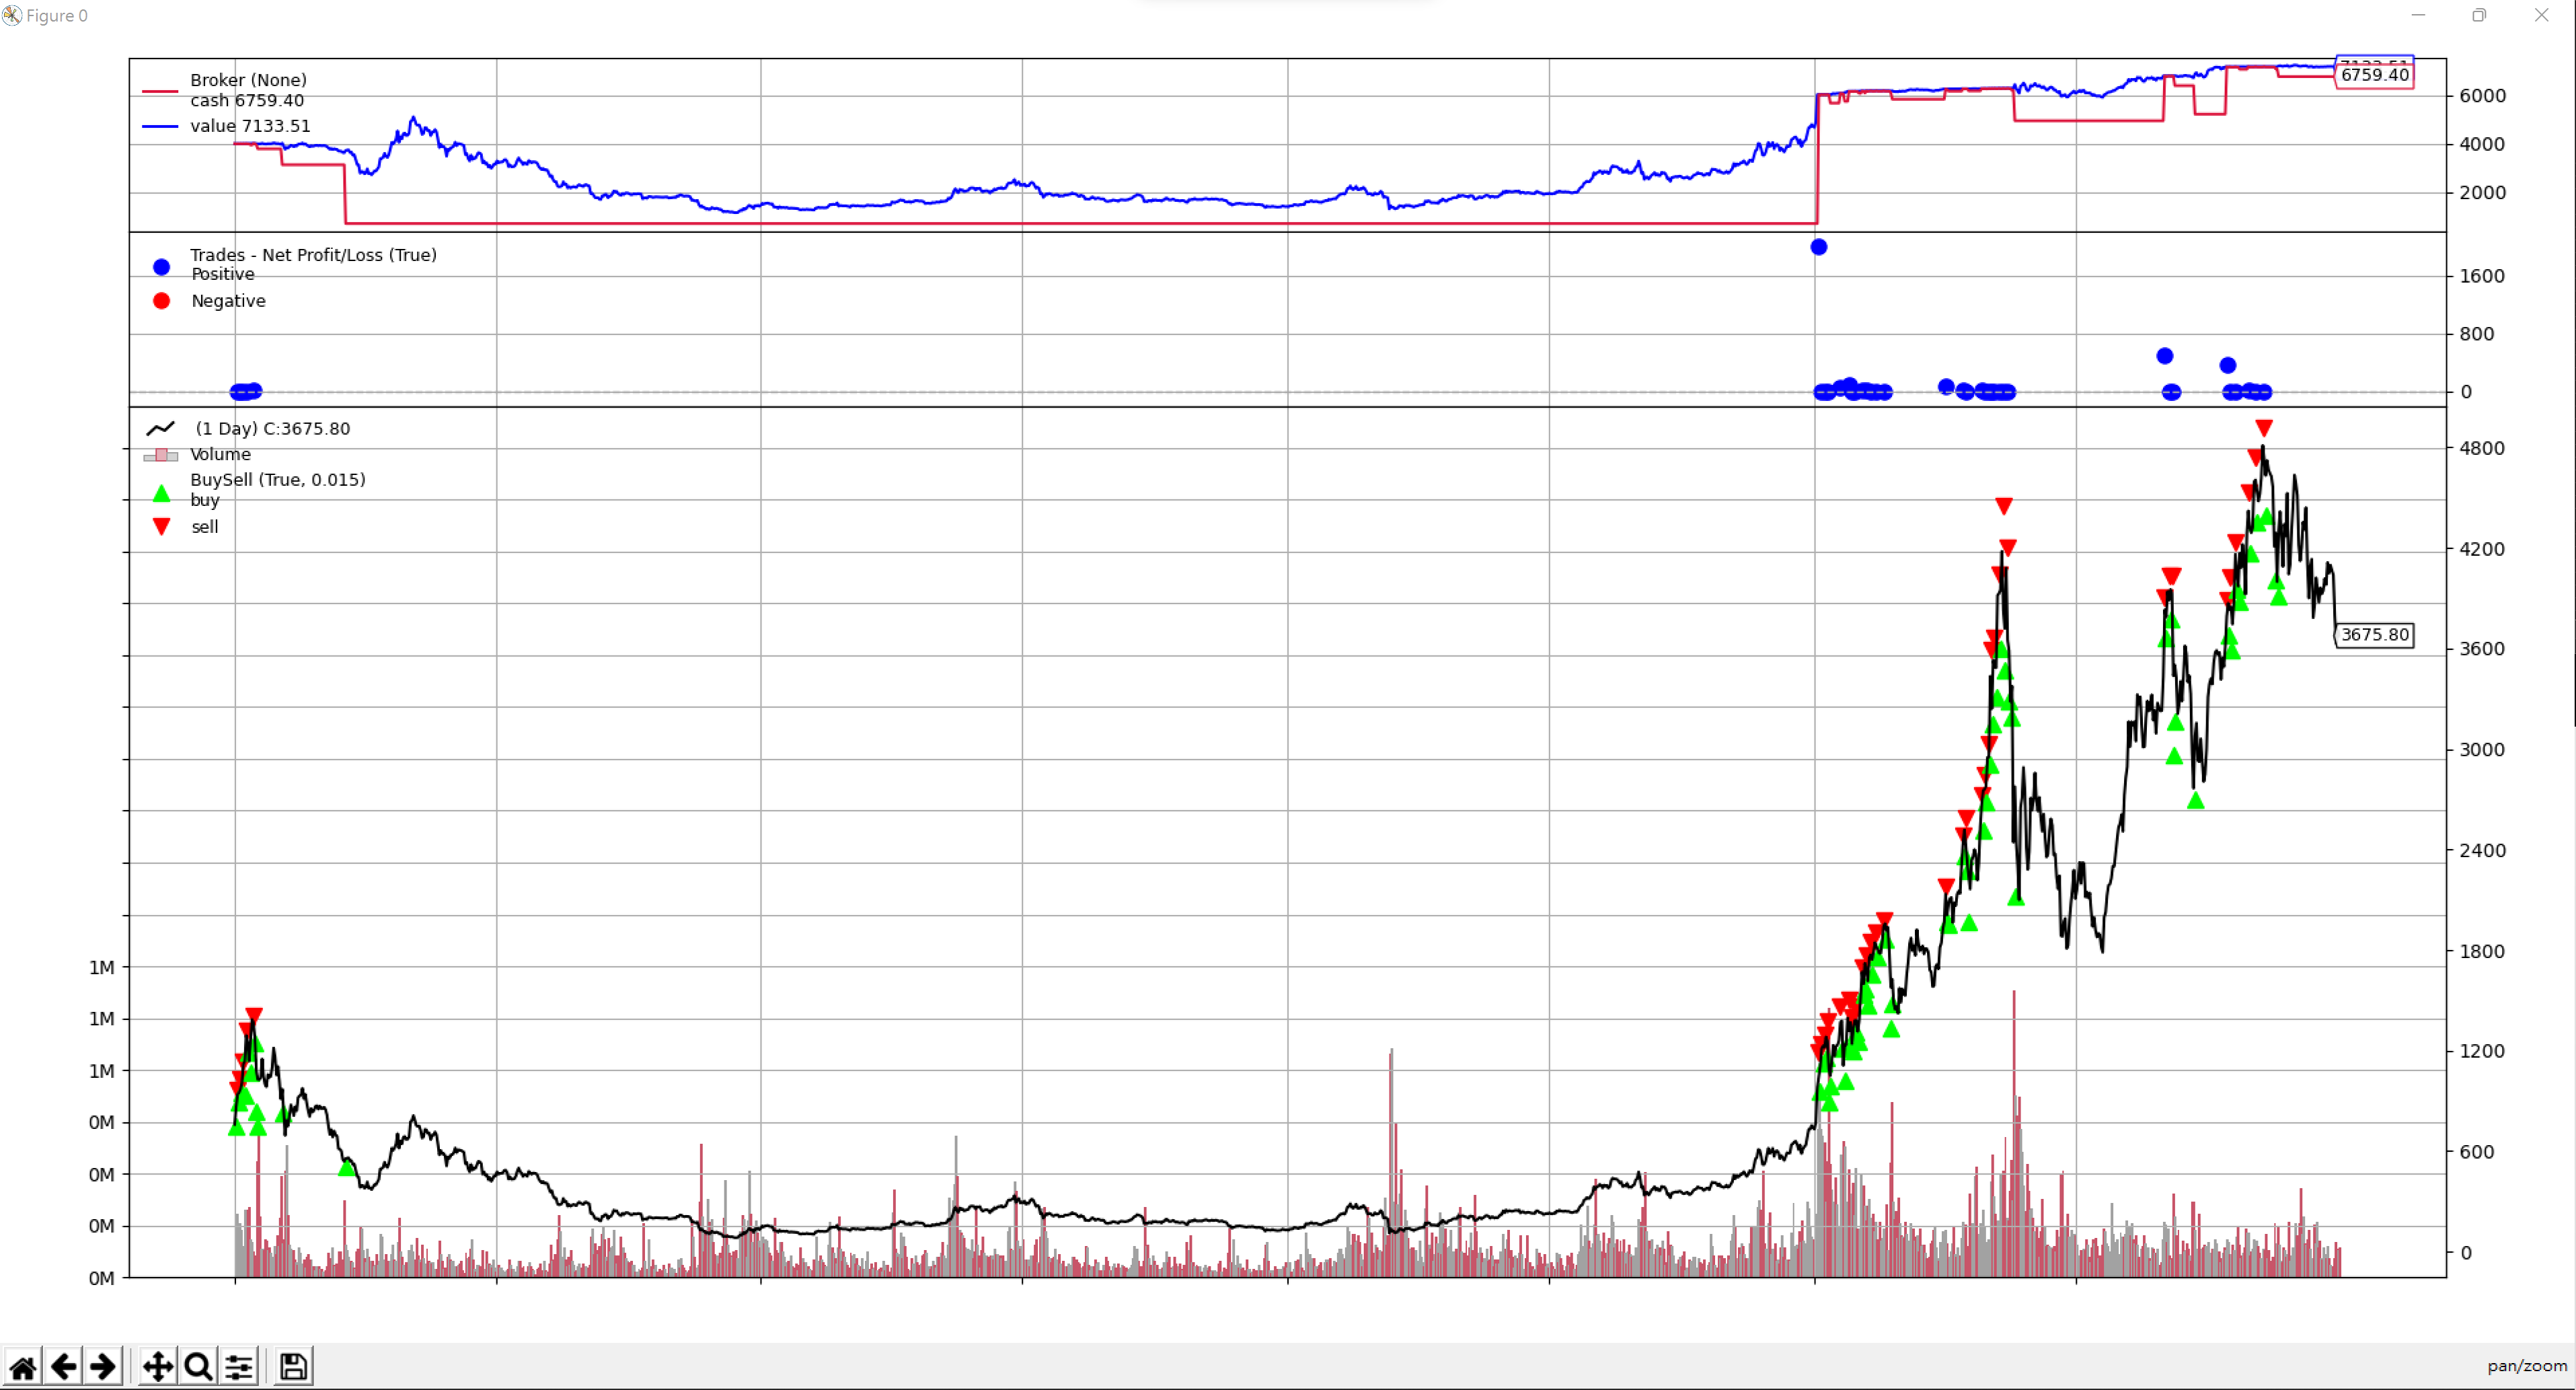 Figure 0
Broker (None)
cash 6759.40
value 7133.51
7133.51
6759.40
6000
4000
2000
Trades - Net Profit/Loss (True)
Positive
Negative
1600
800
0
(1 Day) C:3675.80
Volume
BuySell (True, 0.015)
buy
sell
4800
4200
3600
3000
2400
1800
1200
600
0
3675.80
1M
1M
1M
0M
0M
0M
0M
pan/zoom